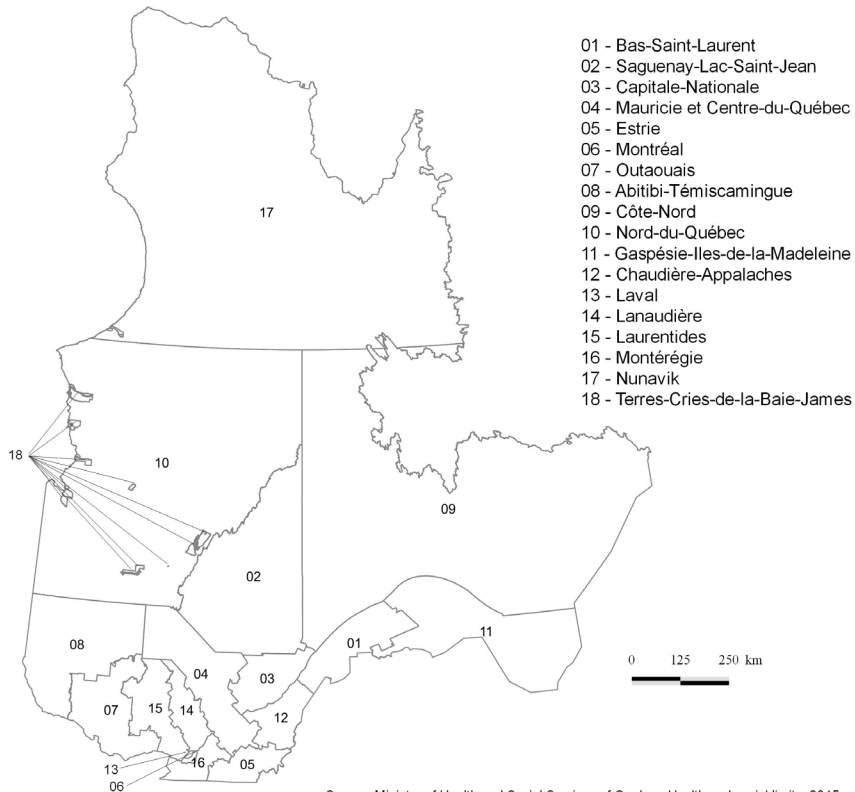 01 - Bas-Saint-Laurent
02 - Saguenay-Lac-Saint-Jean
03 - Capitale-Nationale
04 - Mauricie et Centre-du-Québec
05 - Estrie
06 - Montréal
07 - Outaouais
08 - Abitibi-Témiscamingue
09 - Côte-Nord
10 - Nord-du-Québec
11 - Gaspésie-Iles-de-la-Madeleine
12 - Chaudière-Appalaches
13 - Laval
14 - Lanaudière
15 - Laurentides
16 - Montérégie
17 - Nunavik
18 - Terres-Cries-de-la-Baie-James
17
18
10
09
02
11
01
08
04
03
07
15
14
12
16
05
13
06
0 125 250 km